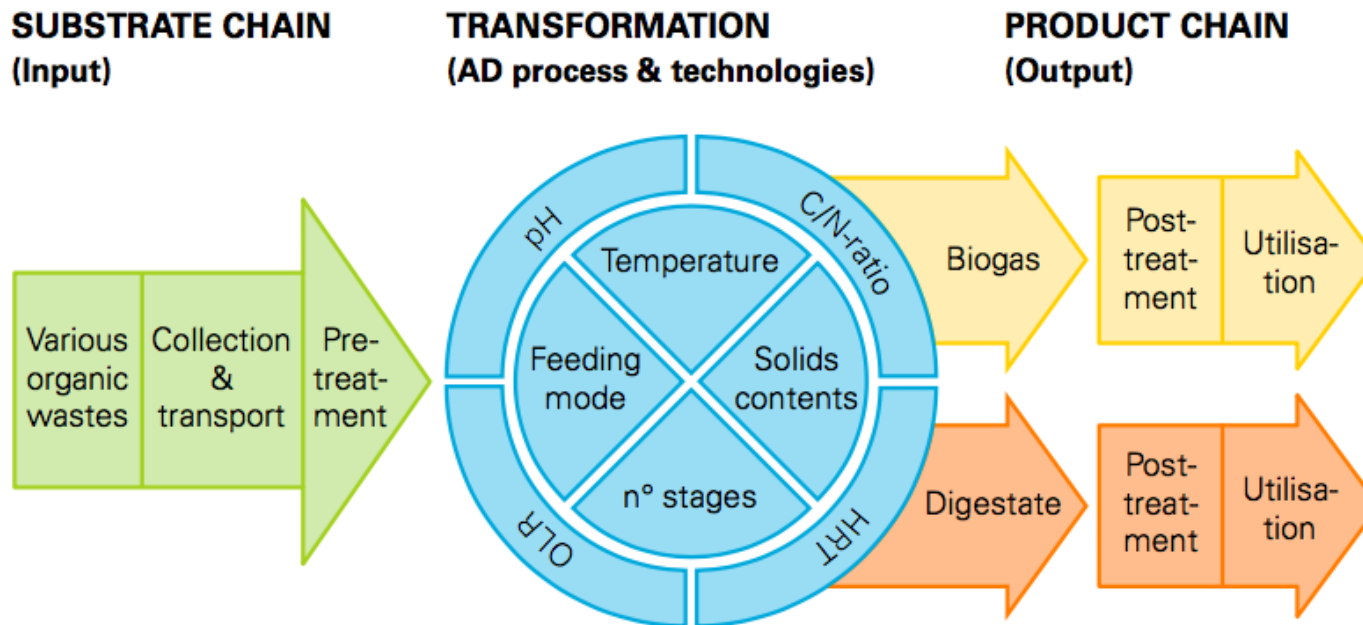 SUBSTRATE CHAIN
(Input)
TRANSFORMATION
(AD process & technologies)
PRODUCT CHAIN
(Output)
Various
organic
wastes
Collection
&
transport
Pre-
treat-
ment
pH
C/N-ratio
OLR
HRT
Temperature
Feeding
mode
Solids
contents
n° stages
Biogas
Post-
treat-
ment
Utilisa-
tion
Digestate
Post-
treat-
ment
Utilisa-
tion